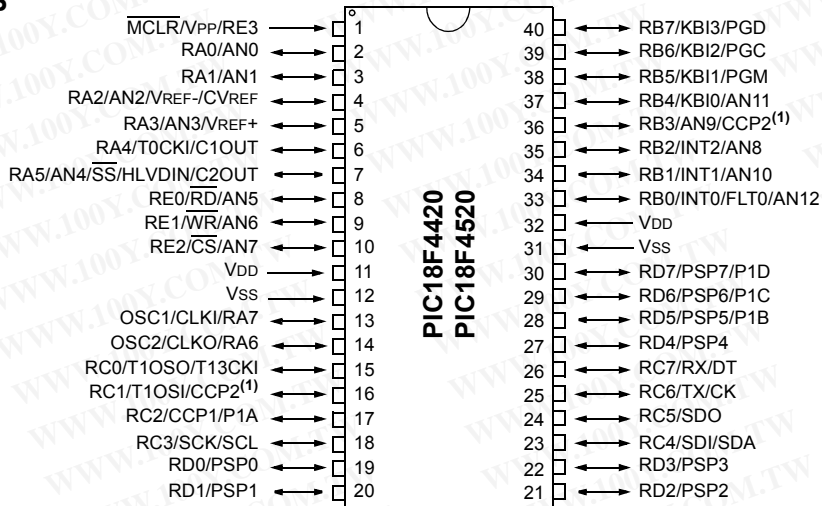 MCLR/VPP/RE3 1 40 RB7/KBI3/PGD
RA0/AN0 2 39 RB6/KBI2/PGC
RA1/AN1 3 38 RB5/KBI1/PGM
RA2/AN2/VREF-/CVREF 4 37 RB4/KBI0/AN11
RA3/AN3/VREF+ 5 36 RB3/AN9/CCP2(1)
RA4/T0CKI/C1OUT 6 35 RB2/INT2/AN8
RA5/AN4/SS/HLVDIN/C2OUT 7 34 RB1/INT1/AN10
RE0/RD/AN5 8 33 RB0/INT0/FLT0/AN12
RE1/WR/AN6 9 32 VDD
RE2/CS/AN7 10 31 VSS
VDD 11 30 RD7/PSP7/P1D
VSS 12 29 RD6/PSP6/P1C
OSC1/CLKI/RA7 13 28 RD5/PSP5/P1B
OSC2/CLKO/RA6 14 27 RD4/PSP4
RC0/T1OSO/T13CKI 15 26 RC7/RX/DT
RC1/T1OSI/CCP2(1) 16 25 RC6/TX/CK
RC2/CCP1/P1A 17 24 RC5/SDO
RC3/SCK/SCL 18 23 RC4/SDI/SDA
RD0/PSP0 19 22 RD3/PSP3
RD1/PSP1 20 21 RD2/PSP2
PIC18F4420
PIC18F4520
WWW.100Y.COM.TW